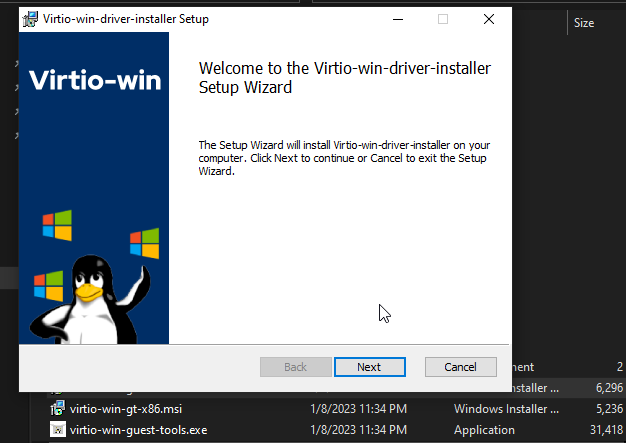 Virtio-win-driver-installer Setup
Size
Virtio-win
Welcome to the Virtio-win-driver-installer
Setup Wizard
The Setup Wizard will install Virtio-win-driver-installer on your
computer. Click Next to continue or Cancel to exit the Setup
Wizard.
Back
Next
Cancel
2
6,296
virtio-win-gt-x86.msi 1/8/2023 11:34 PM Windows Installer ... 5,236
virtio-win-guest-tools.exe 1/8/2023 11:34 PM Application 31,418